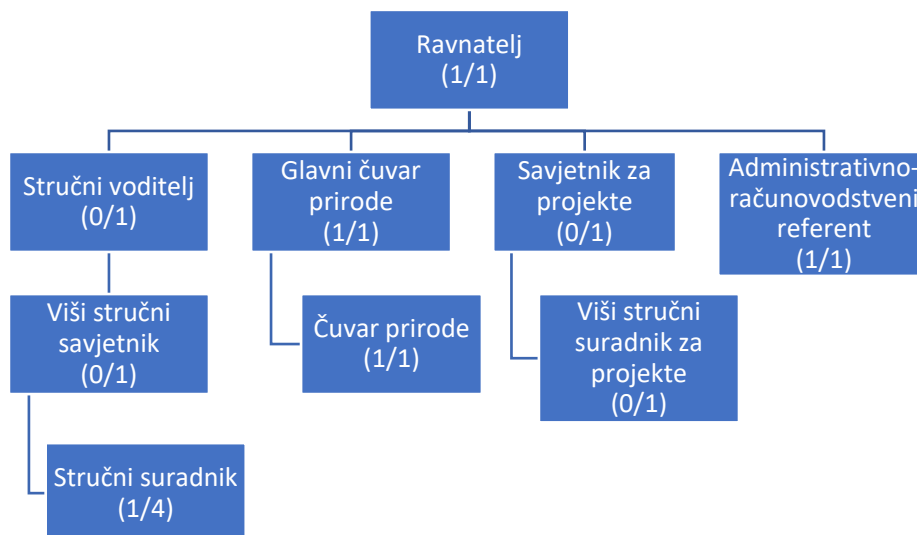 Ravnatelj
(1/1)
Stručni voditelj
(0/1)
Glavni čuvar
prirode
(1/1)
Savjetnik za
projekte
(0/1)
Administrativno-
računovodstveni
referent
(1/1)
Viši stručni
savjetnik
(0/1)
Čuvar prirode
(1/1)
Viši stručni
suradnik za
projekte
(0/1)
Stručni suradnik
(1/4)